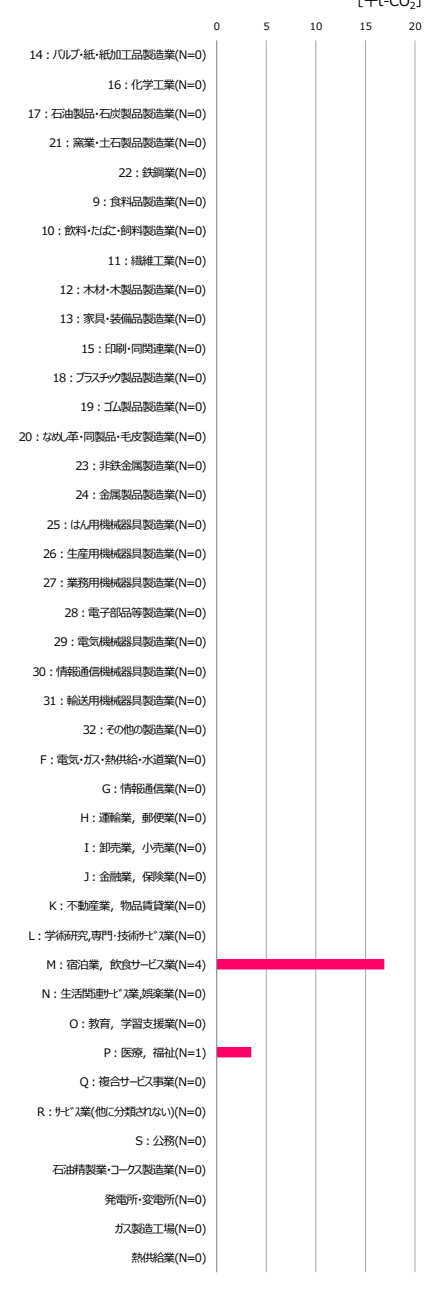 [千t-CO₂]
0 5 10 15 20
14：パルプ・紙・紙加工品製造業(N=0)
16：化学工業(N=0)
17：石油製品・石炭製品製造業(N=0)
21：窯業・土石製品製造業(N=0)
22：鉄鋼業(N=0)
9：食料品製造業(N=0)
10：飲料・たばこ・飼料製造業(N=0)
11：繊維工業(N=0)
12：木材・木製品製造業(N=0)
13：家具・装備品製造業(N=0)
15：印刷・同関連業(N=0)
18：プラスチック製品製造業(N=0)
19：ゴム製品製造業(N=0)
20：なめし革・同製品・毛皮製造業(N=0)
23：非鉄金属製造業(N=0)
24：金属製品製造業(N=0)
25：はん用機械器具製造業(N=0)
26：生産用機械器具製造業(N=0)
27：業務用機械器具製造業(N=0)
28：電子部品等製造業(N=0)
29：電気機械器具製造業(N=0)
30：情報通信機械器具製造業(N=0)
31：輸送用機械器具製造業(N=0)
32：その他の製造業(N=0)
F：電気・ガス・熱供給・水道業(N=0)
G：情報通信業(N=0)
H：運輸業，郵便業(N=0)
I：卸売業，小売業(N=0)
J：金融業，保険業(N=0)
K：不動産業，物品賃貸業(N=0)
L：学術研究,専門・技術ｻｰﾋﾞｽ業(N=0)
M：宿泊業，飲食サービス業(N=4)
N：生活関連ｻｰﾋﾞｽ業,娯楽業(N=0)
O：教育，学習支援業(N=0)
P：医療，福祉(N=1)
Q：複合サービス事業(N=0)
R：ｻｰﾋﾞｽ業(他に分類されない)(N=0)
S：公務(N=0)
石油精製業・コークス製造業(N=0)
発電所・変電所(N=0)
ガス製造工場(N=0)
熱供給業(N=0)